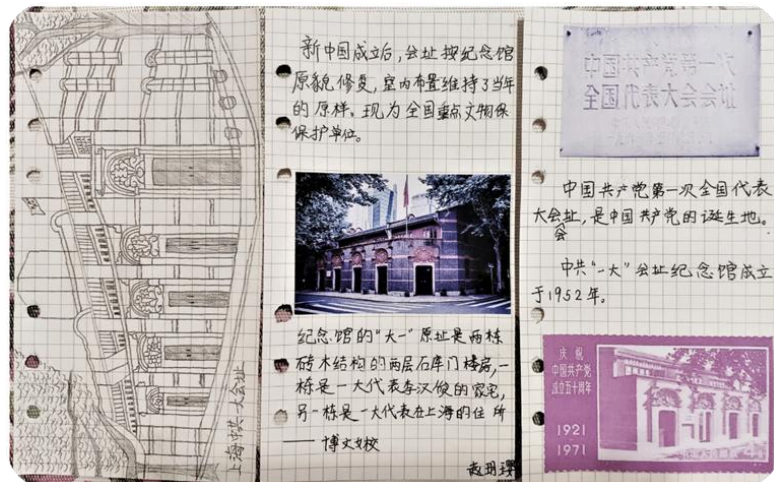 上海中共一大会址
新中国成立后,会址按纪念馆
原貌修复,室内布置维持了当年
的原样。现为全国重点文物保
保护单位。
纪念馆的“大一”原址是两栋
砖木结构的两层石库门楼房,一
栋是一大代表李汉俊的寓宅,
另一栋是一大代表在上海的住所
——博文女校
中国共产党第一次
全国代表大会会址
中国共产党第一次全国代表
大会址,是中国共产党的诞生地。
会
中共“一大”会址纪念馆成立
于1952年。
庆祝
中国共产党
成立五十周年
1921
1971